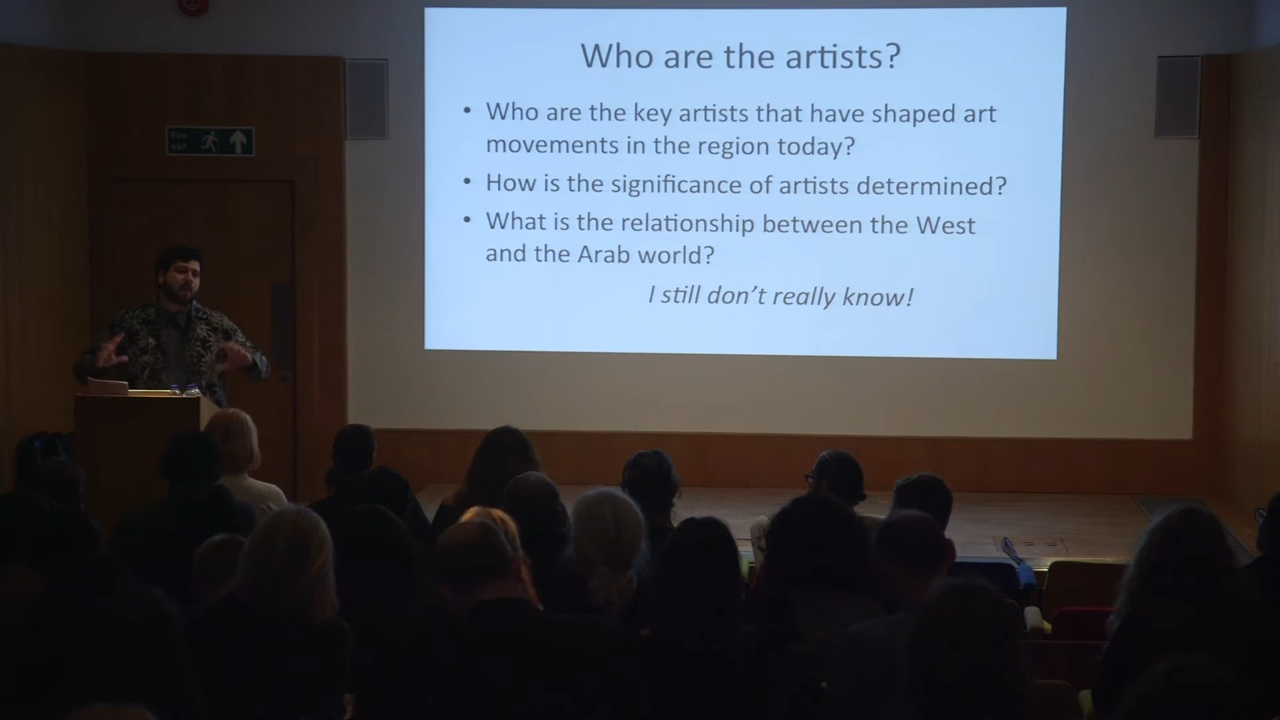 Who are the artists?
• Who are the key artists that have shaped art
movements in the region today?
• How is the significance of artists determined?
• What is the relationship between the West
and the Arab world?
I still don't really know!
Fire
exit